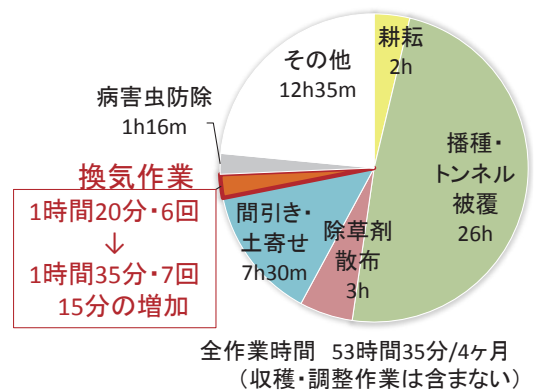 耕耘
2h
播種・
トンネル
被覆
26h
除草剤
散布
3h
間引き・
土寄せ
7h30m
換気作業
1時間20分・6回
↓
1時間35分・7回
15分の増加
病害虫防除
1h16m
その他
12h35m
全作業時間 53時間35分/4ヶ月
（収穫・調整作業は含まない）